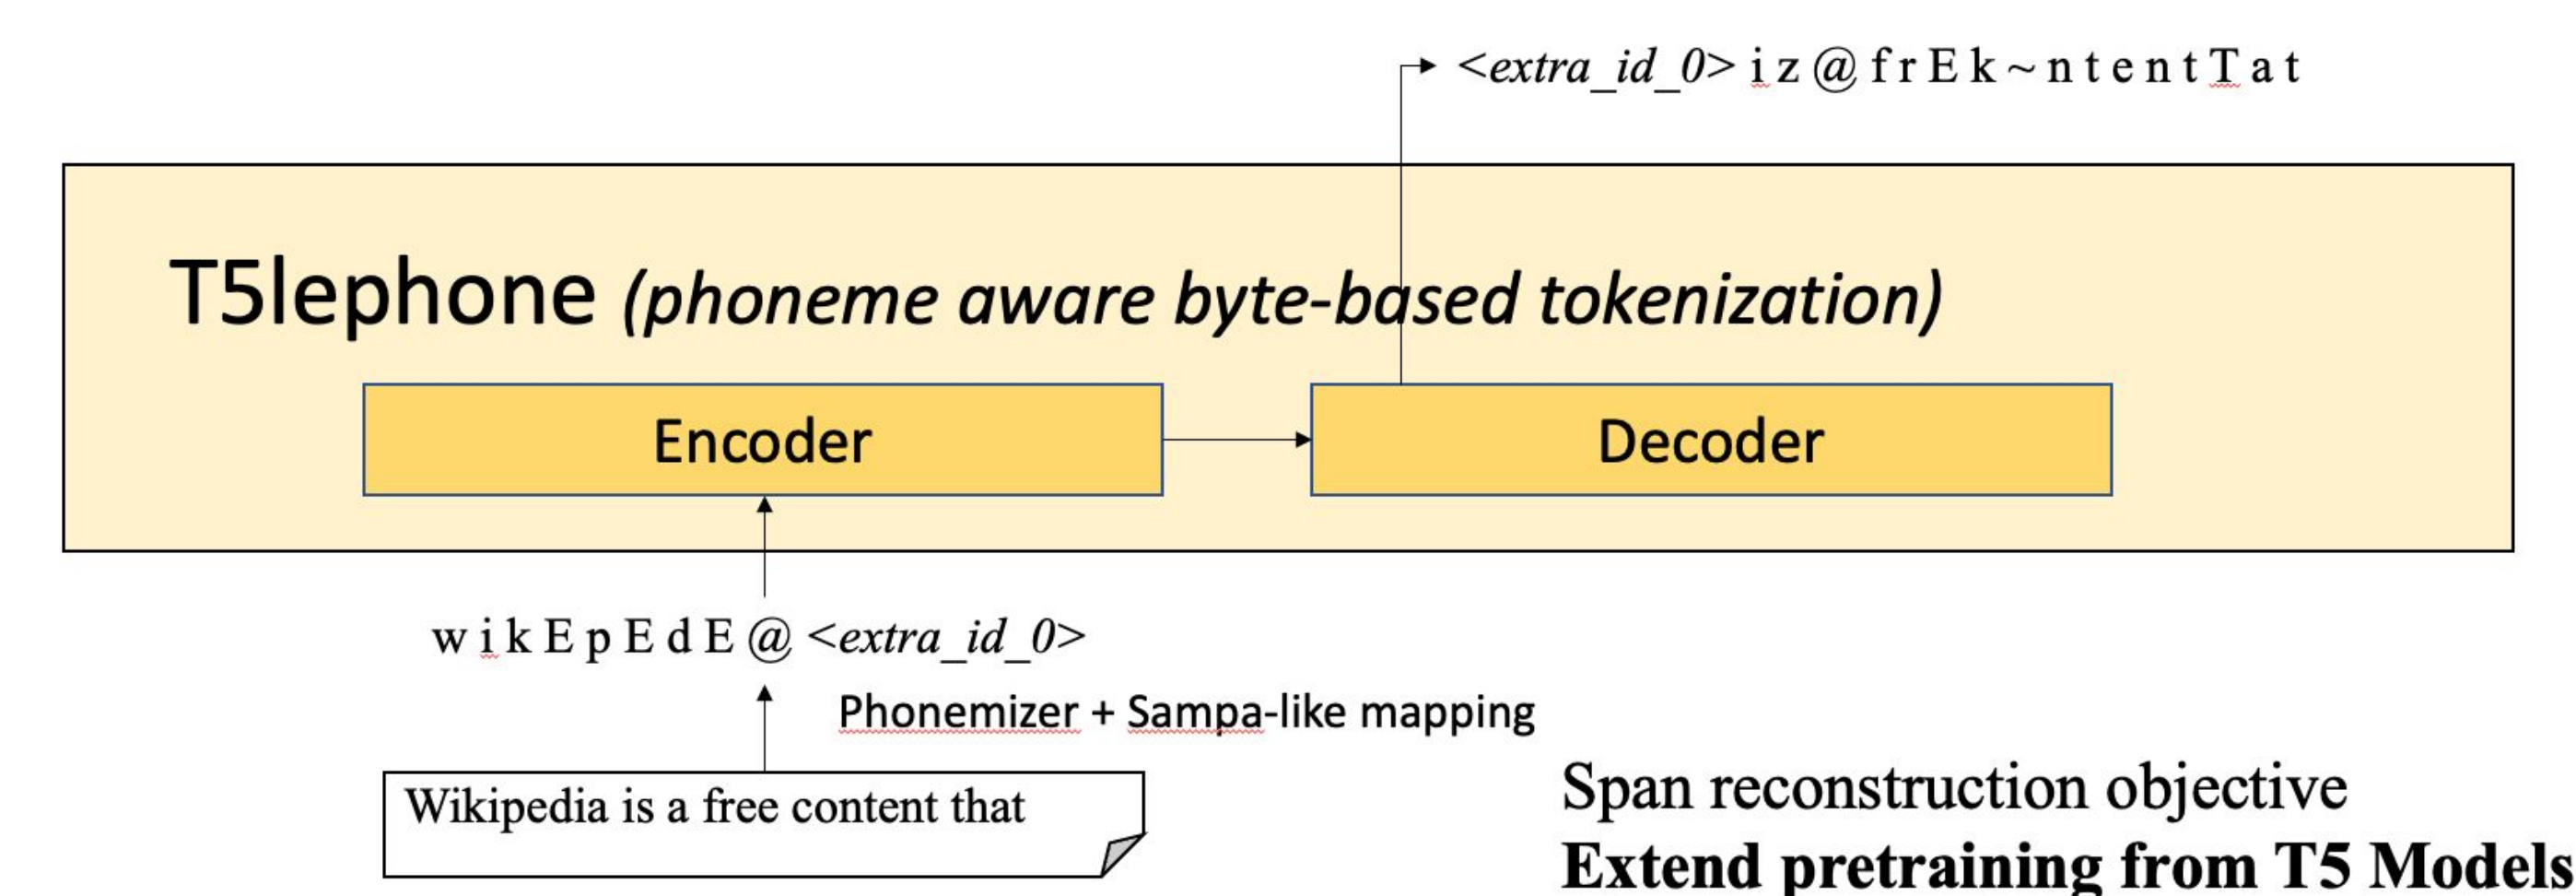 <extra_id_0> i z @ f r E k ~ n t e n t T a t
T5lephone (phoneme aware byte-based tokenization)
Encoder
Decoder
w i k E p E d E @ <extra_id_0>
Phonemizer + Sampa-like mapping
Wikipedia is a free content that
Span reconstruction objective
Extend pretraining from T5 Models